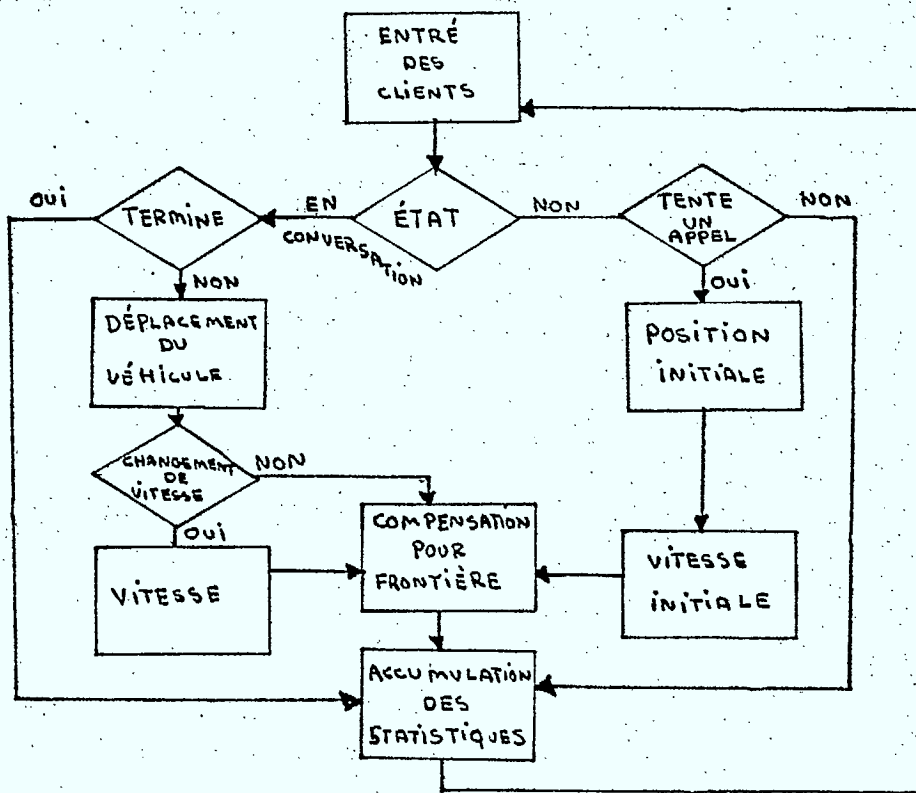 ENTRÉ
DES
CLIENTS
OUI
TERMINE
EN
CONVERSATION
ÉTAT
NON
TENTE
UN
APPEL
NON
NON
OUI
DÉPLACEMENT
DU
VÉHICULE
POSITION
INITIALE
CHANGEMENT
DE
VITESSE
NON
OUI
COMPENSATION
POUR
FRONTIÈRE
VITESSE
VITESSE
INITIALE
ACCUMULATION
DES
STATISTIQUES